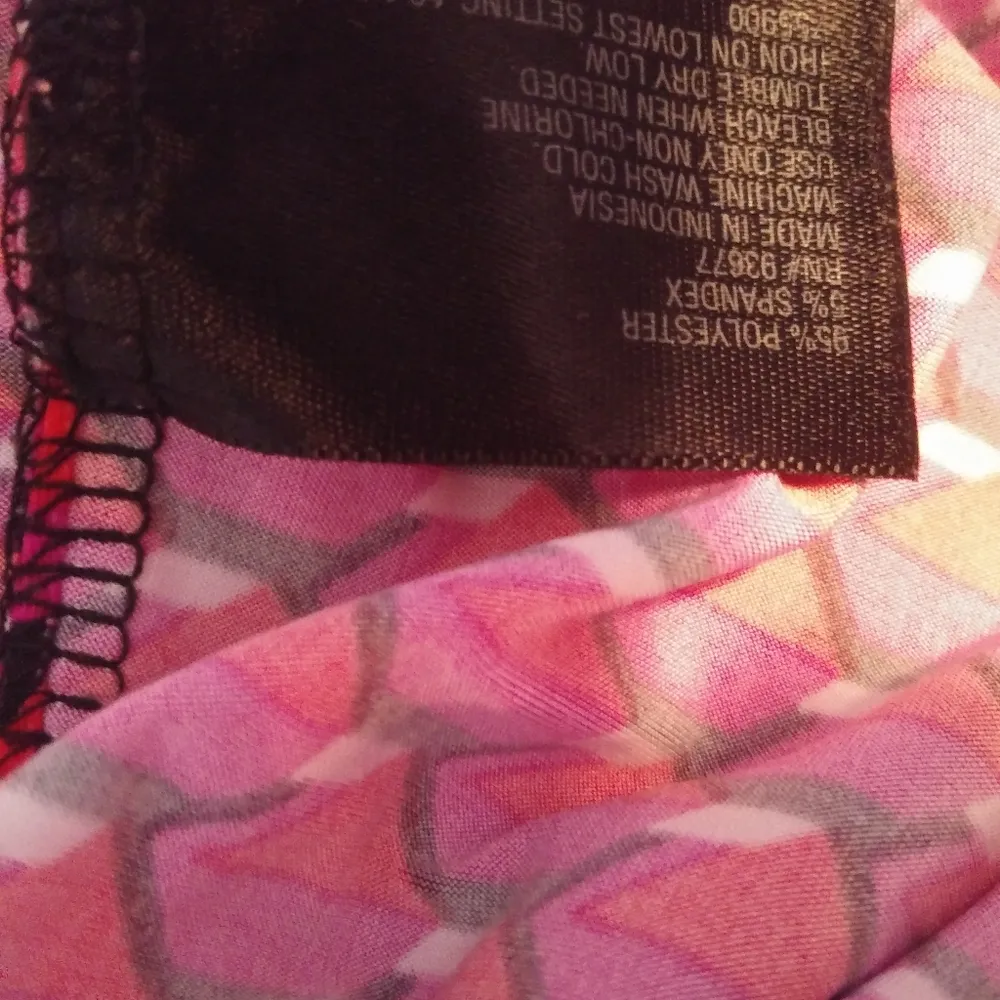 95% POLYESTER
5% SPANDEX
RN# 93677
MADE IN INDONESIA
MACHINE WASH COLD.
USE ONLY NON-CHLORINE
BLEACH WHEN NEEDED
TUMBLE DRY LOW.
IRON ON LOWEST SETTING